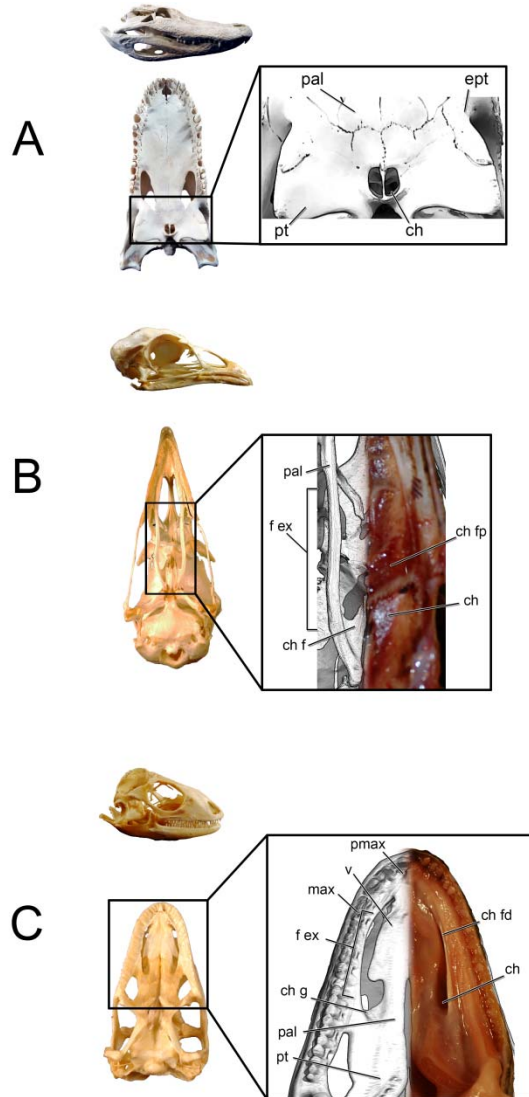 A
pal
ept
pt
ch
B
pal
f ex
ch fp
ch
ch f
C
pmax
v
max
f ex
ch fd
ch g
ch
pal
pt